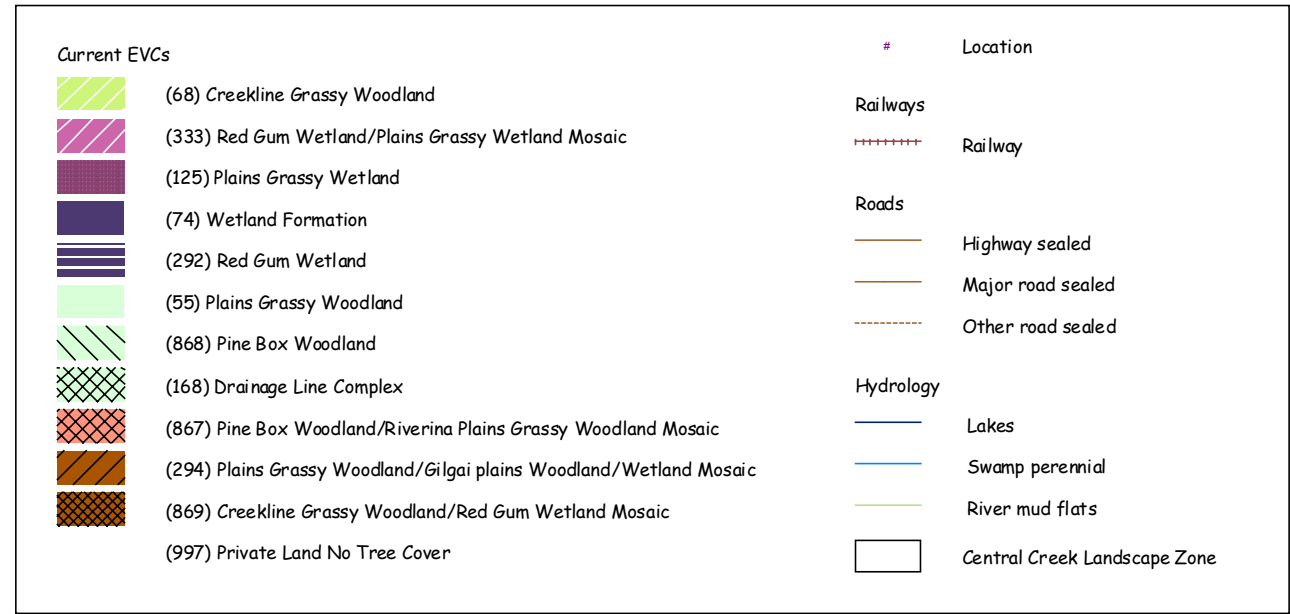 Current EVCs
(68) Creekline Grassy Woodland
(333) Red Gum Wetland/Plains Grassy Wetland Mosaic
(125) Plains Grassy Wetland
(74) Wetland Formation
(292) Red Gum Wetland
(55) Plains Grassy Woodland
(868) Pine Box Woodland
(168) Drainage Line Complex
(867) Pine Box Woodland/Riverina Plains Grassy Woodland Mosaic
(294) Plains Grassy Woodland/Gilgai plains Woodland/Wetland Mosaic
(869) Creekline Grassy Woodland/Red Gum Wetland Mosaic
(997) Private Land No Tree Cover
# Location
Railways
Railway
Roads
Highway sealed
Major road sealed
Other road sealed
Hydrology
Lakes
Swamp perennial
River mud flats
Central Creek Landscape Zone